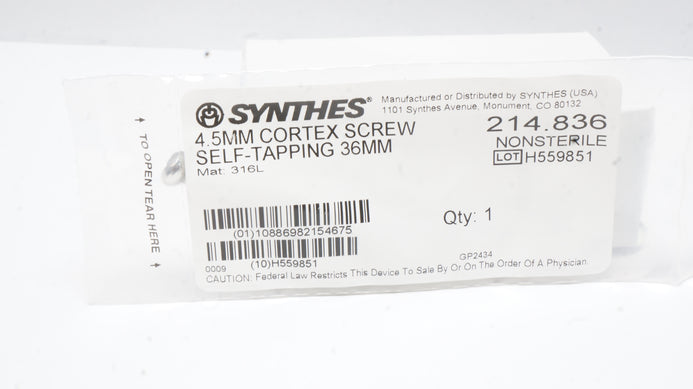 SYNTHES®
Manufactured or Distributed by SYNTHES (USA)
1101 Synthes Avenue, Monument, CO 80132
4.5MM CORTEX SCREW
SELF-TAPPING 36MM
Mat: 316L
214.836
NONSTERILE
LOT H559851
TO OPEN TEAR HERE
(01)10886982154675
Qty: 1
(10)H559851
0009
GP2434
CAUTION: Federal Law Restricts This Device To Sale By Or On The Order Of A Physician